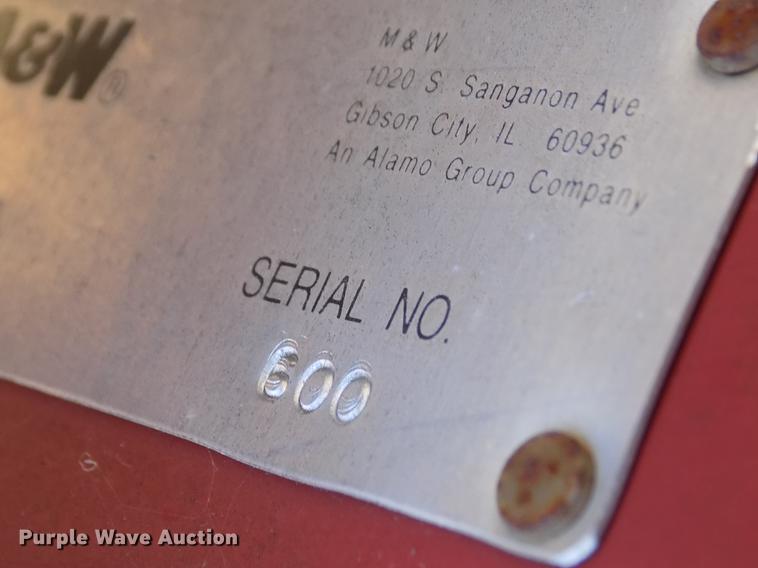 M&W®
M & W
1020 S. Sanganon Ave
Gibson City, IL 60936
An Alamo Group Company
SERIAL NO.
600
Purple Wave Auction